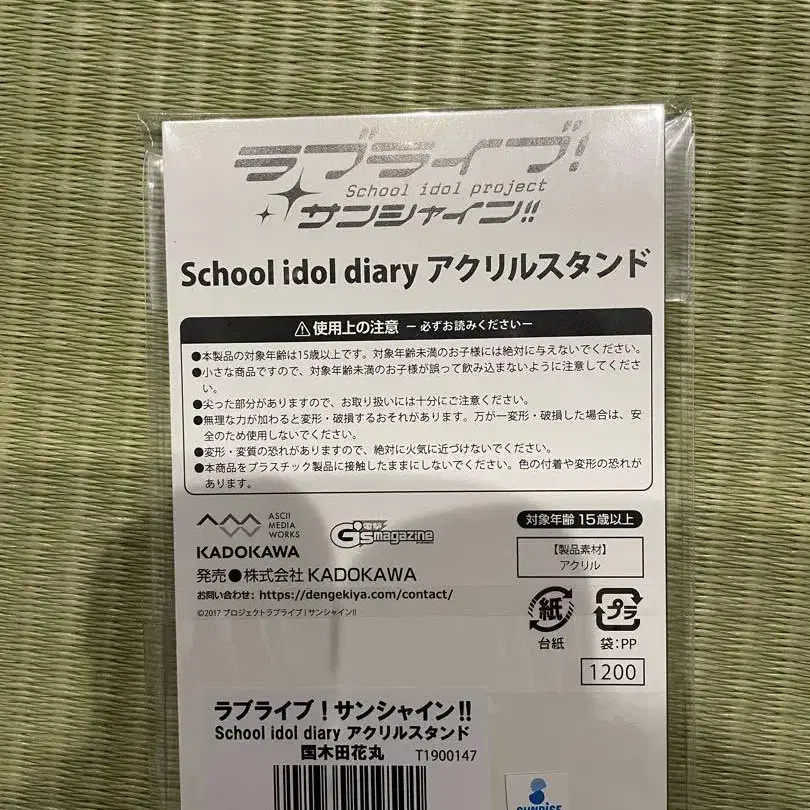 ラブライブ!
School idol project
サンシャイン!!
School idol diary アクリルスタンド
使用上の注意 ー必ずお読みくださいー
●本製品の対象年齢は15歳以上です。対象年齢未満のお子様には絶対に与えないでください。
●小さな商品ですので、対象年齢未満のお子様が誤って飲み込まないように注意してくださ
い。
●尖った部分がありますので、お取り扱いには十分にご注意ください。
●無理な力が加わると変形・破損するおそれがあります。万が一変形・破損した場合は、安
全のため使用しないでください。
●変形・変質の恐れがありますので、絶対に火気に近づけないでください。
●本商品をプラスチック製品に接触したままにしないでください。色の付着や変形の恐れが
あります。
ASCII
MEDIA
WORKS
KADOKAWA
電撃
G's magazine
対象年齢 15歳以上
【製品素材】
アクリル
発売●株式会社 KADOKAWA
お問い合わせ: https://dengekiya.com/contact/
©2017 プロジェクトラブライブ!サンシャイン!!
紙
台紙
プラ
袋:PP
1200
ラブライブ!サンシャイン!!
School idol diary アクリルスタンド
国木田花丸 T1900147
SUNRISE